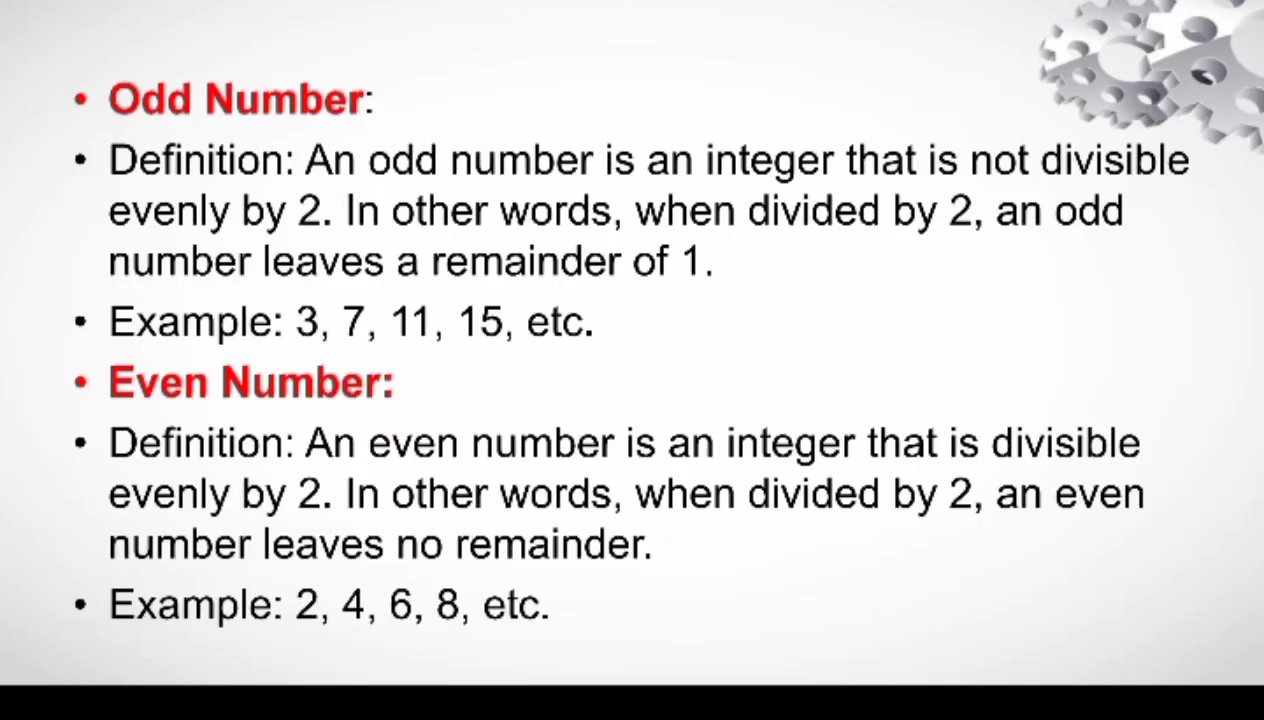 • Odd Number:
• Definition: An odd number is an integer that is not divisible
evenly by 2. In other words, when divided by 2, an odd
number leaves a remainder of 1.
• Example: 3, 7, 11, 15, etc.
• Even Number:
• Definition: An even number is an integer that is divisible
evenly by 2. In other words, when divided by 2, an even
number leaves no remainder.
• Example: 2, 4, 6, 8, etc.